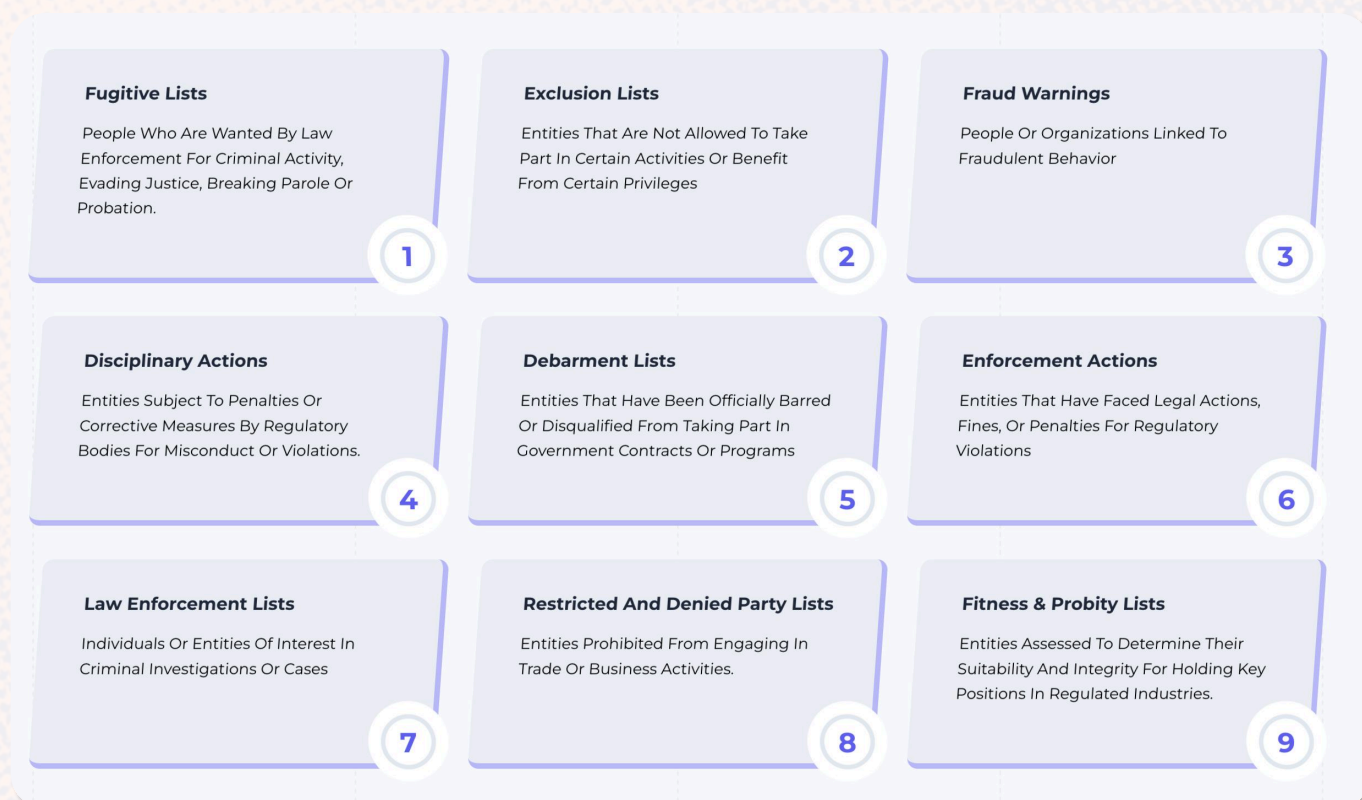 Fugitive Lists
People Who Are Wanted By Law
Enforcement For Criminal Activity,
Evading Justice, Breaking Parole Or
Probation.
1
Exclusion Lists
Entities That Are Not Allowed To Take
Part In Certain Activities Or Benefit
From Certain Privileges
2
Fraud Warnings
People Or Organizations Linked To
Fraudulent Behavior
3
Disciplinary Actions
Entities Subject To Penalties Or
Corrective Measures By Regulatory
Bodies For Misconduct Or Violations.
4
Debarment Lists
Entities That Have Been Officially Barred
Or Disqualified From Taking Part In
Government Contracts Or Programs
5
Enforcement Actions
Entities That Have Faced Legal Actions,
Fines, Or Penalties For Regulatory
Violations
6
Law Enforcement Lists
Individuals Or Entities Of Interest In
Criminal Investigations Or Cases
7
Restricted And Denied Party Lists
Entities Prohibited From Engaging In
Trade Or Business Activities.
8
Fitness & Probity Lists
Entities Assessed To Determine Their
Suitability And Integrity For Holding Key
Positions In Regulated Industries.
9